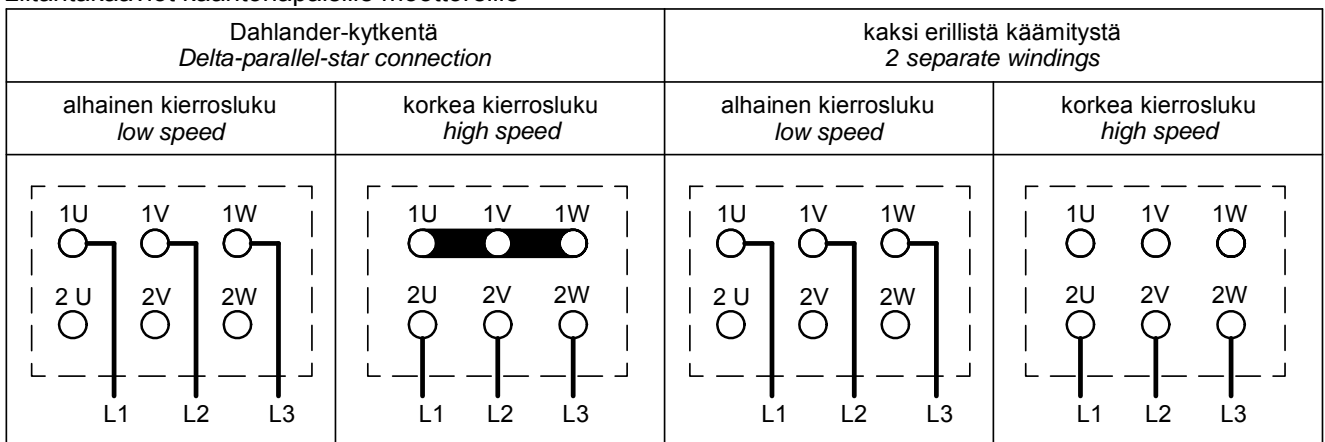 Dahlander-kytkentä
Delta-parallel-star connection
kaksi erillistä käämitystä
2 separate windings
alhainen kierrosluku
low speed
korkea kierrosluku
high speed
alhainen kierrosluku
low speed
korkea kierrosluku
high speed
1U 1V 1W
2 U 2V 2W
L1 L2 L3
1U 1V 1W
2U 2V 2W
L1 L2 L3
1U 1V 1W
2 U 2V 2W
L1 L2 L3
1U 1V 1W
2U 2V 2W
L1 L2 L3